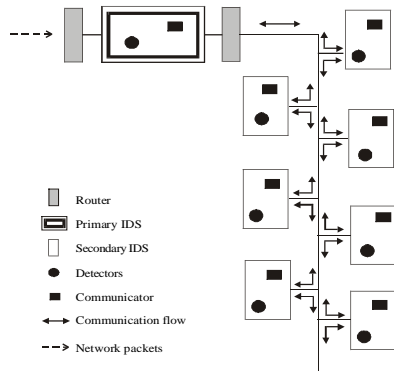 Router
Primary IDS
Secondary IDS
Detectors
Communicator
Communication flow
Network packets